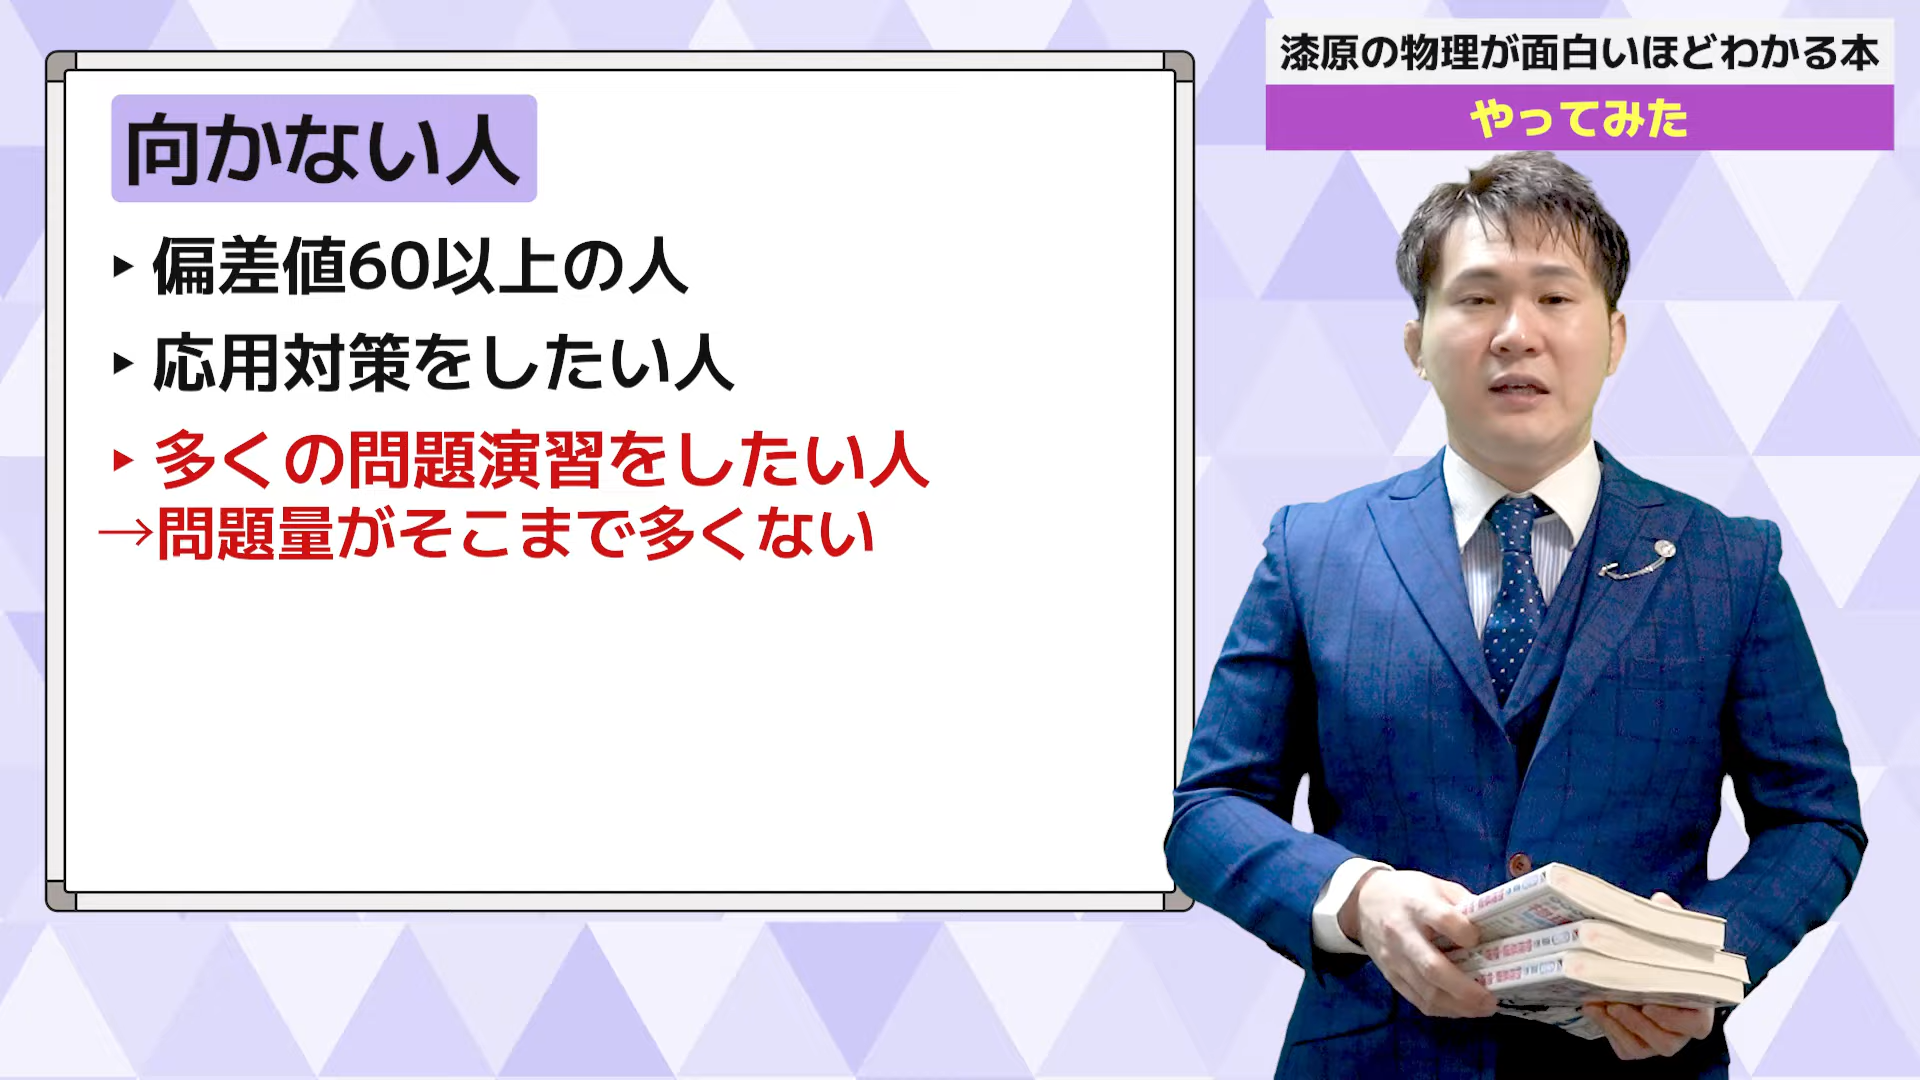 漆原の物理が面白いほどわかる本
やってみた
向かない人
▸ 偏差値60以上の人
▸ 応用対策をしたい人
▸ 多くの問題演習をしたい人
→問題量がそこまで多くない